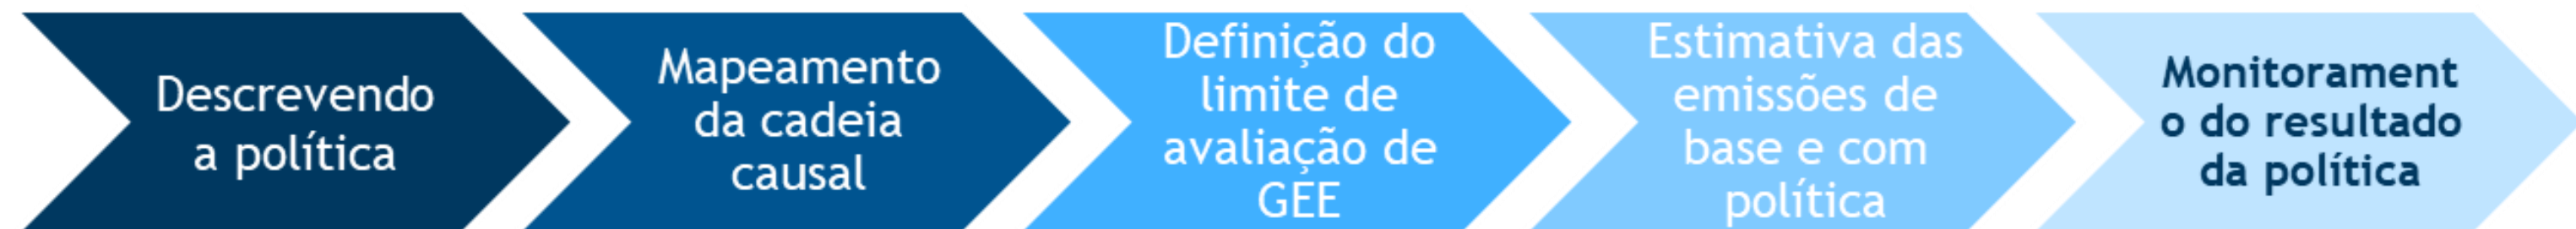 Descrevendo
a política
Mapeamento
da cadeia
causal
Definição do
limite de
avaliação de
GEE
Estimativa das
emissões de
base e com
política
Monitorament
o do resultado
da política